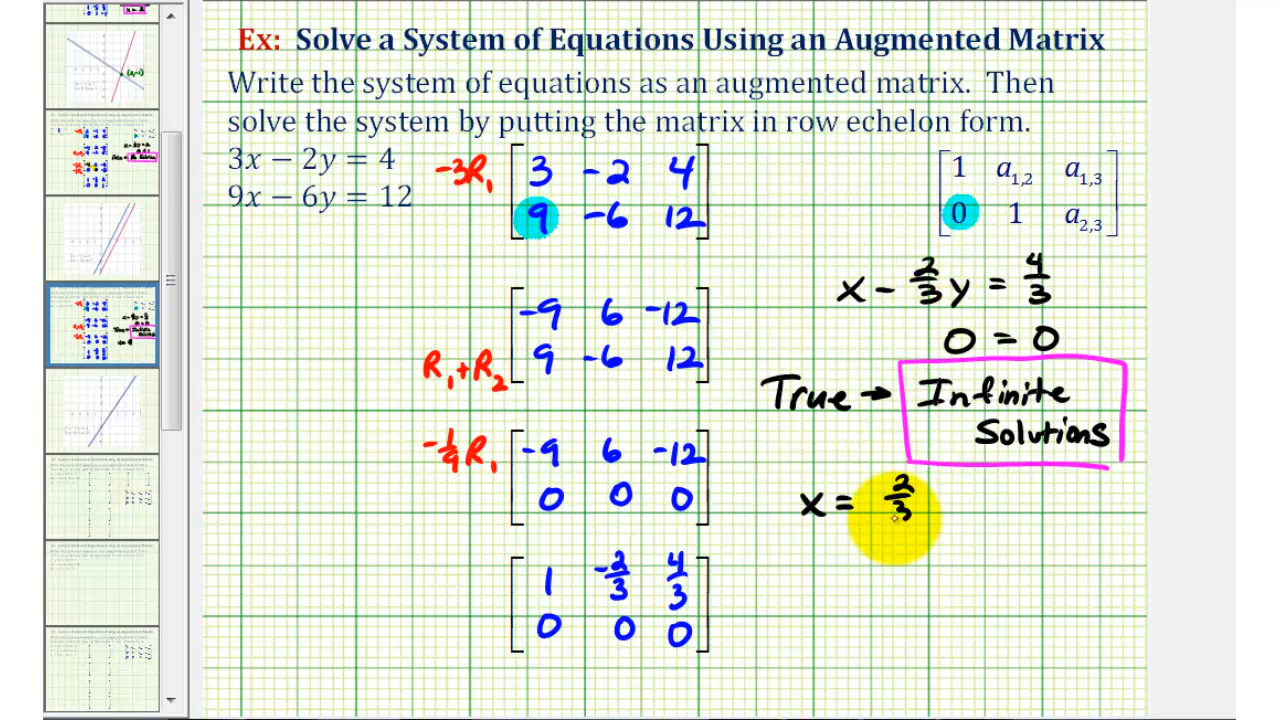 Ex: Solve a System of Equations Using an Augmented Matrix
Write the system of equations as an augmented matrix. Then
solve the system by putting the matrix in row echelon form.
3x − 2y = 4
9x − 6y = 12
-3R₁
3 -2 4
9 -6 12
1 a₁,₂ a₁,₃
0 1 a₂,₃
-9 6 -12
9 -6 12
R₁+R₂
-1/9 R₁
-9 6 -12
0 0 0
1 -2/3 4/3
0 0 0
x - 2/3 y = 4/3
0 = 0
True → Infinite
Solutions
x = 2/3